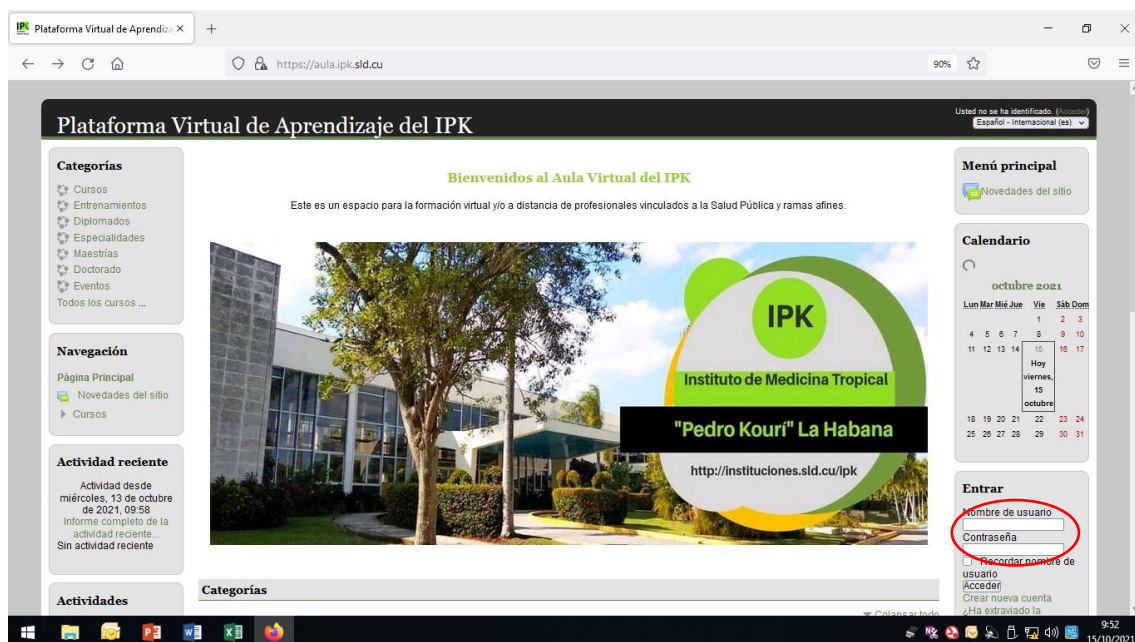 IPK Plataforma Virtual de Aprendiza
https://aula.ipk.sld.cu
90%
Plataforma Virtual de Aprendizaje del IPK
Usted no se ha identificado. (Acceder)
Español - Internacional (es)
Categorías
Cursos
Entrenamientos
Diplomados
Especialidades
Maestrías
Doctorado
Eventos
Todos los cursos ...
Navegación
Página Principal
Novedades del sitio
Cursos
Actividad reciente
Actividad desde
miércoles, 13 de octubre
de 2021, 09:58
Informe completo de la
actividad reciente...
Sin actividad reciente
Actividades
Bienvenidos al Aula Virtual del IPK
Este es un espacio para la formación virtual y/o a distancia de profesionales vinculados a la Salud Pública y ramas afines.
IPK
Instituto de Medicina Tropical
"Pedro Kourí" La Habana
http://instituciones.sld.cu/ipk
Categorías
Colapsar todo
Menú principal
Novedades del sitio
Calendario
octubre 2021
Lun Mar Mié Jue Vie Sáb Dom
1 2 3
4 5 6 7 8 9 10
11 12 13 14 15 16 17
Hoy
viernes,
15
octubre
18 19 20 21 22 23 24
25 26 27 28 29 30 31
Entrar
Nombre de usuario
Contraseña
Recordar nombre de
usuario
Acceder
Crear nueva cuenta
¿Ha extraviado la
9:52
15/10/2021